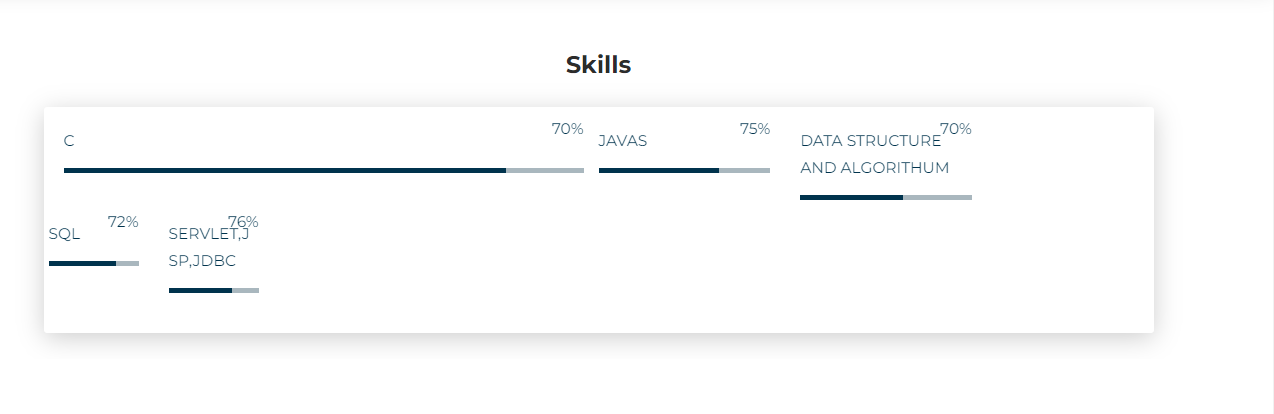 Skills
C 70%
JAVAS 75%
DATA STRUCTURE 70%
AND ALGORITHUM
SQL 72%
SERVLET,J 76%
SP,JDBC